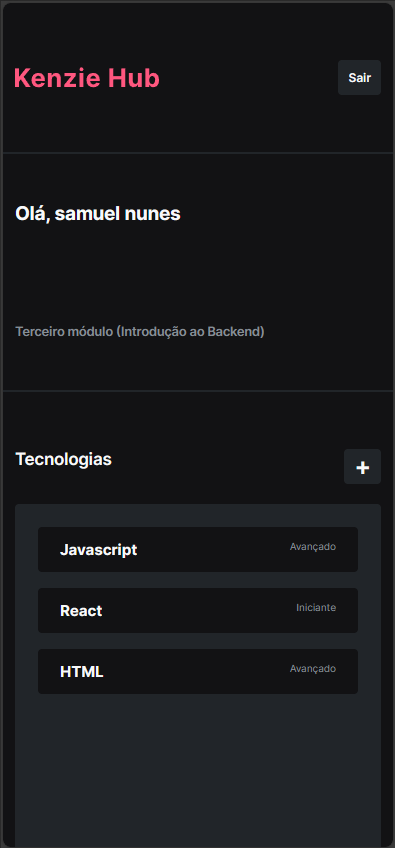 Kenzie Hub
Sair
Olá, samuel nunes
Terceiro módulo (Introdução ao Backend)
Tecnologias
+
Javascript Avançado
React Iniciante
HTML Avançado